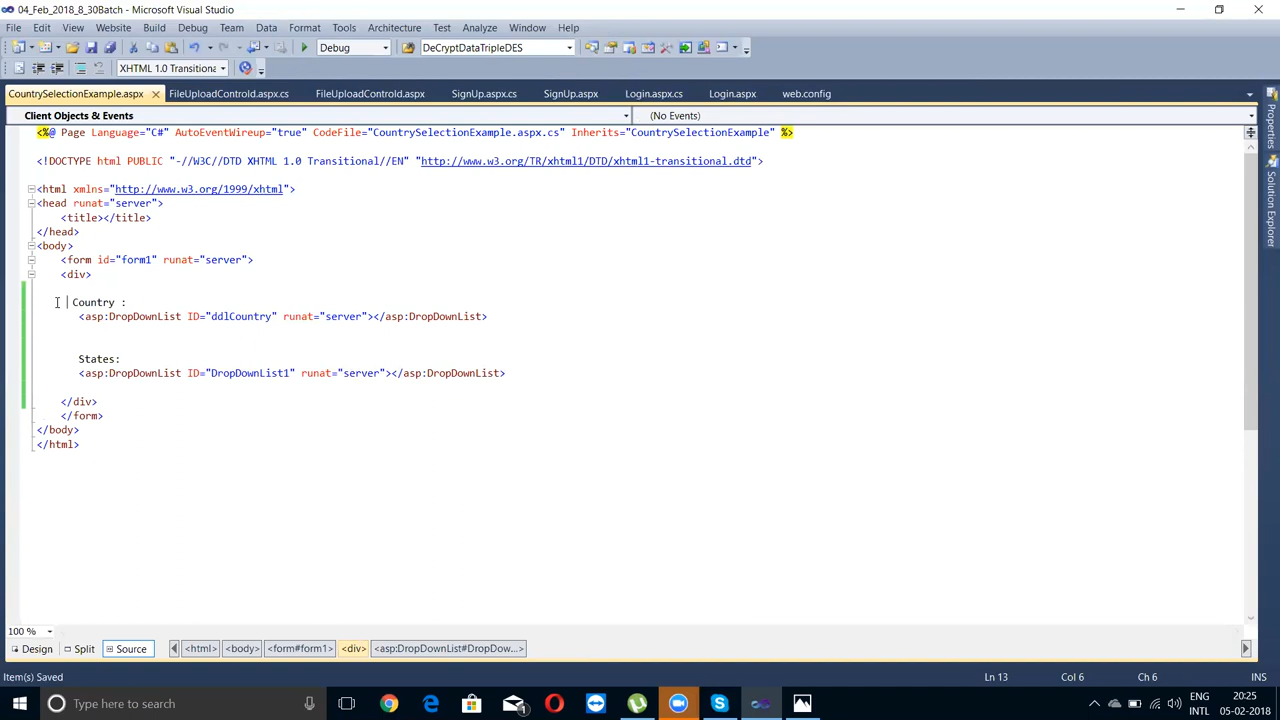 04_Feb_2018_8_30Batch - Microsoft Visual Studio
File Edit View Website Build Debug Team Data Format Tools Architecture Test Analyze Window Help
Debug DeCryptDataTripleDES
XHTML 1.0 Transitiona
CountrySelectionExample.aspx FileUploadControld.aspx.cs FileUploadControld.aspx SignUp.aspx.cs SignUp.aspx Login.aspx.cs Login.aspx web.config
Client Objects & Events (No Events)
<%@ Page Language="C#" AutoEventWireup="true" CodeFile="CountrySelectionExample.aspx.cs" Inherits="CountrySelectionExample" %>
<!DOCTYPE html PUBLIC "-//W3C//DTD XHTML 1.0 Transitional//EN" "http://www.w3.org/TR/xhtml1/DTD/xhtml1-transitional.dtd">
<html xmlns="http://www.w3.org/1999/xhtml">
<head runat="server">
<title></title>
</head>
<body>
<form id="form1" runat="server">
<div>
Country :
<asp:DropDownList ID="ddlCountry" runat="server"></asp:DropDownList>
States:
<asp:DropDownList ID="DropDownList1" runat="server"></asp:DropDownList>
</div>
</form>
</body>
</html>
Properties
Solution Explorer
100 %
Design Split Source <html> <body> <form#form1> <div> <asp:DropDownList#DropDow...>
Item(s) Saved Ln 13 Col 6 Ch 6 INS
Type here to search
1
ENG
INTL
20:25
05-02-2018